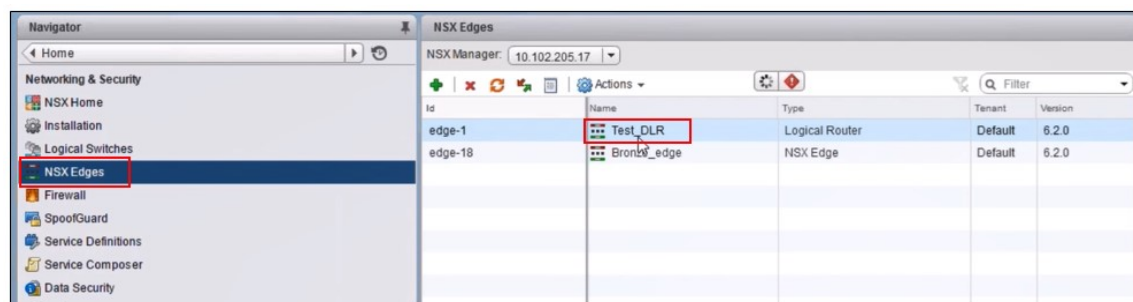 Navigator
Home
Networking & Security
NSX Home
Installation
Logical Switches
NSX Edges
Firewall
SpoofGuard
Service Definitions
Service Composer
Data Security
NSX Edges
NSX Manager: 10.102.205.17
Actions
Filter
Id Name Type Tenant Version
edge-1 Test_DLR Logical Router Default 6.2.0
edge-18 Bronze_edge NSX Edge Default 6.2.0